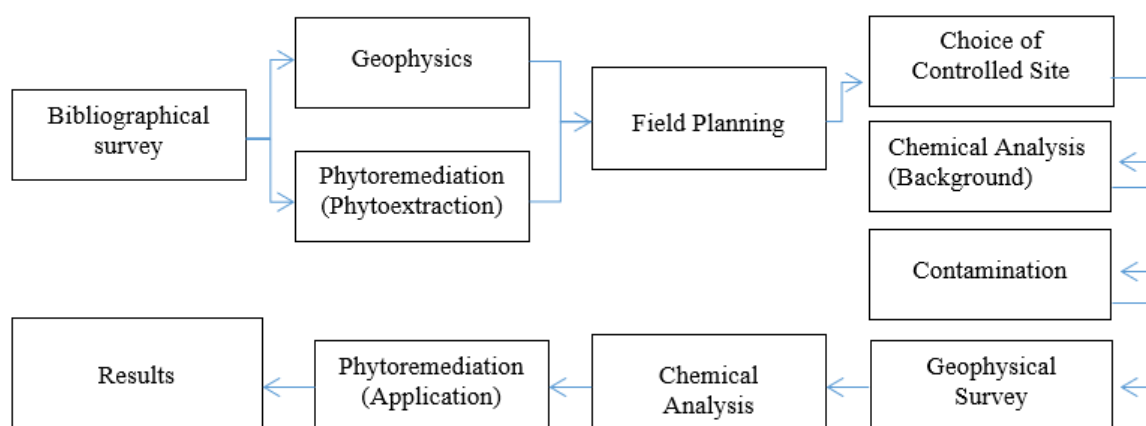 Bibliographical
survey
Geophysics
Phytoremediation
(Phytoextraction)
Field Planning
Choice of
Controlled Site
Chemical Analysis
(Background)
Contamination
Geophysical
Survey
Chemical
Analysis
Phytoremediation
(Application)
Results